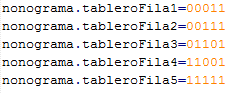 nonograma.tableroFila1=00011
nonograma.tableroFila2=00111
nonograma.tableroFila3=01101
nonograma.tableroFila4=11001
nonograma.tableroFila5=11111